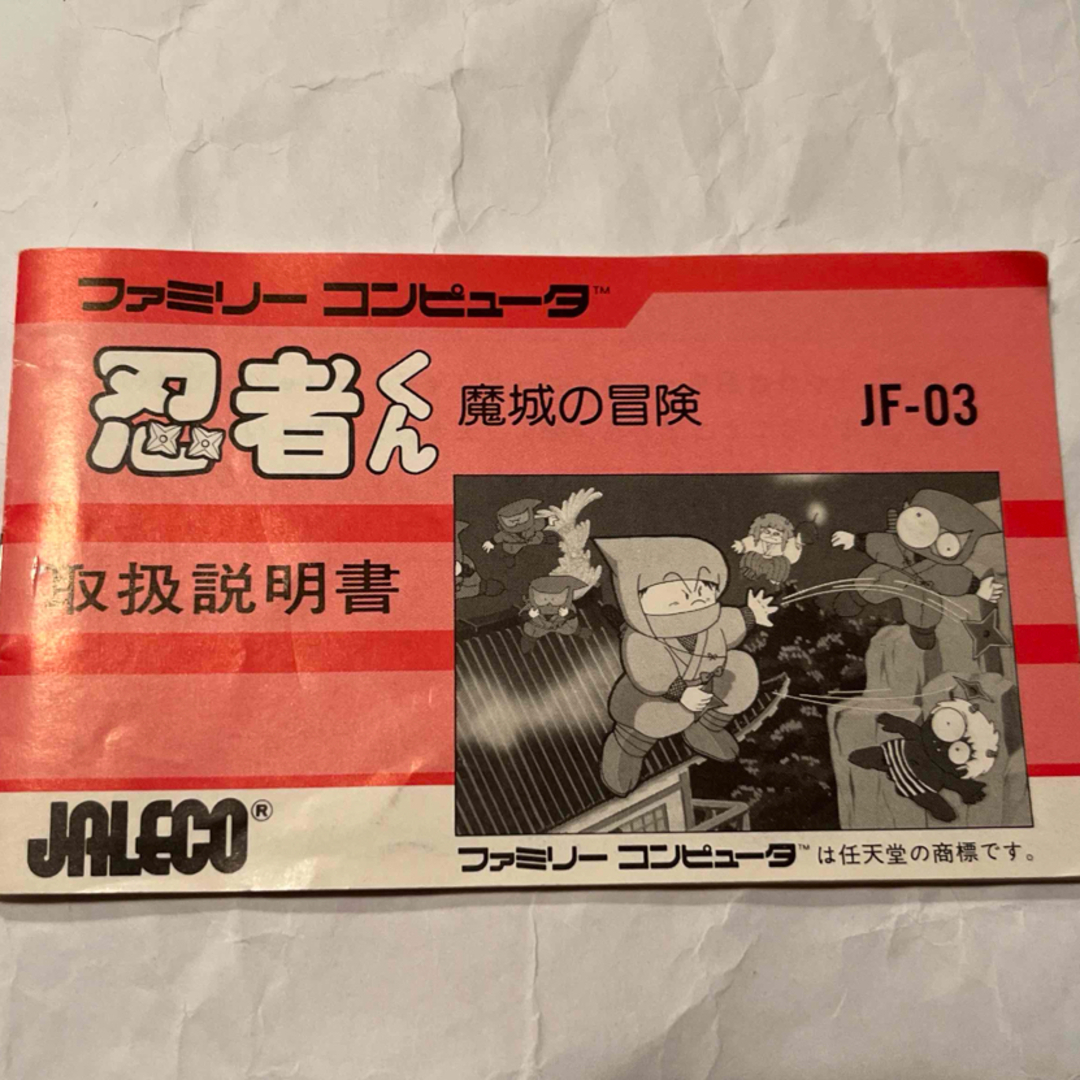 ファミリー コンピュータ™
忍者くん 魔城の冒険 JF-03
取扱説明書
JALECO®
ファミリー コンピュータ™は任天堂の商標です。